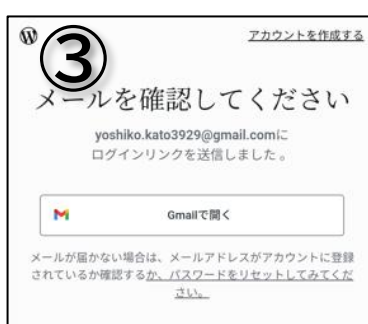 アカウントを作成する
③
メールを確認してください
yoshiko.kato3929@gmail.comに
ログインリンクを送信しました 。
Gmailで開く
メールが届かない場合は、メールアドレスがアカウントに登録
されているか確認するか、パスワードをリセットしてみてくだ
さい。